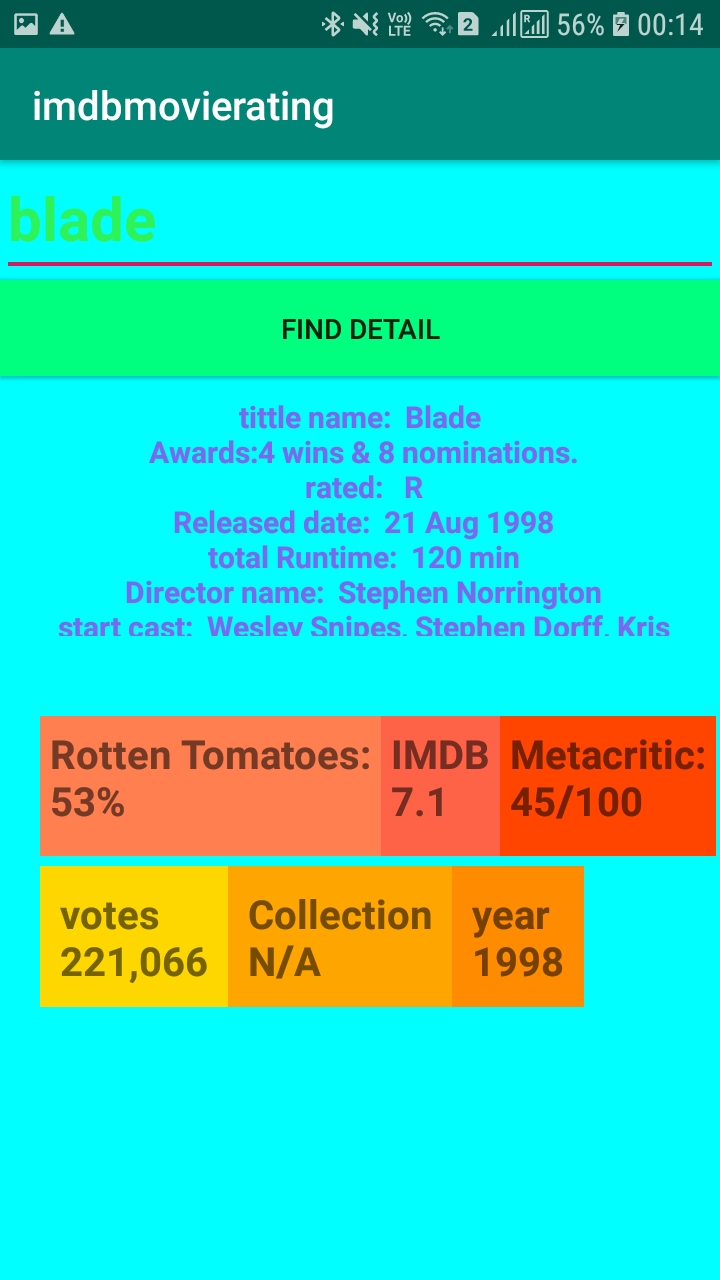 Vo)) LTE 2 R 56% 00:14
imdbmovierating
blade
FIND DETAIL
tittle name: Blade
Awards:4 wins & 8 nominations.
rated: R
Released date: 21 Aug 1998
total Runtime: 120 min
Director name: Stephen Norrington
start cast: Wesley Snipes, Stephen Dorff, Kris
Rotten Tomatoes: IMDB Metacritic:
53% 7.1 45/100
votes Collection year
221,066 N/A 1998